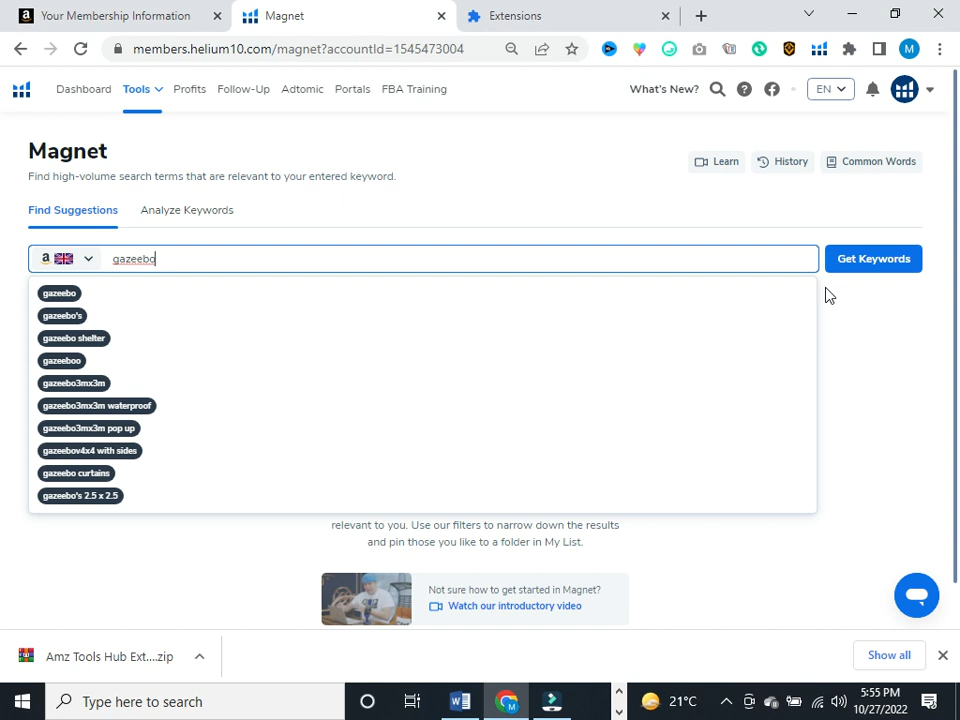 Your Membership Information
Magnet
Extensions
members.helium10.com/magnet?accountId=1545473004
M
Dashboard
Tools
Profits
Follow-Up
Adtomic
Portals
FBA Training
What's New?
EN
Magnet
Find high-volume search terms that are relevant to your entered keyword.
Learn
History
Common Words
Find Suggestions
Analyze Keywords
a
gazeebo
Get Keywords
gazeebo
gazeebo's
gazeebo shelter
gazeeboo
gazeebo3mx3m
gazeebo3mx3m waterproof
gazeebo3mx3m pop up
gazeebov4x4 with sides
gazeebo curtains
gazeebo's 2.5 x 2.5
relevant to you. Use our filters to narrow down the results
and pin those you like to a folder in My List.
Not sure how to get started in Magnet?
Watch our introductory video
Amz Tools Hub Ext....zip
Show all
Type here to search
21°C
5:55 PM
10/27/2022